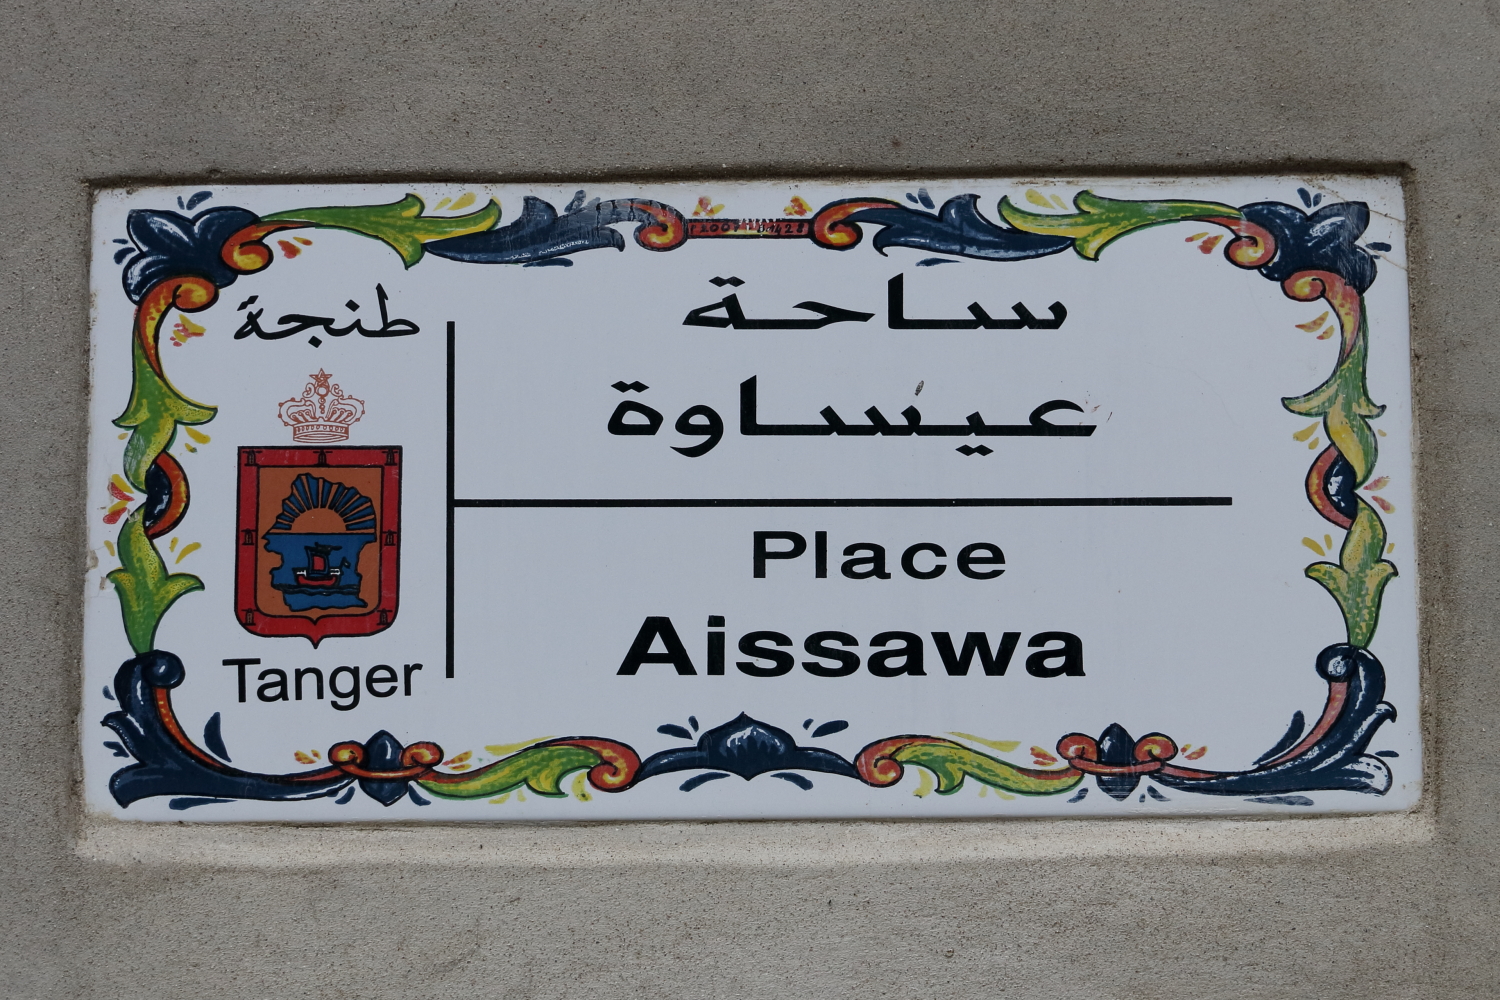 طنجة
Tanger
ساحة
عيساوة
Place
Aissawa